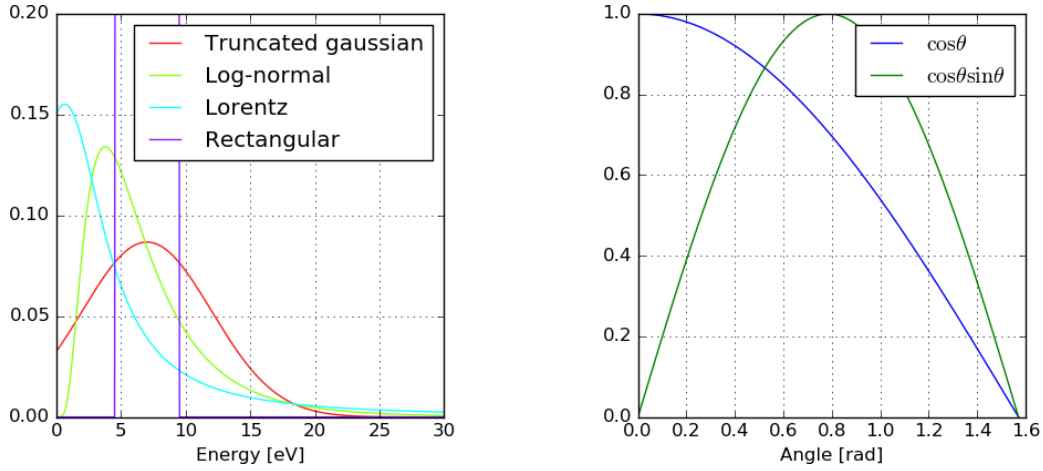 0.20
0.15
0.10
0.05
0.00
0 5 10 15 20 25 30
Energy [eV]
Truncated gaussian
Log-normal
Lorentz
Rectangular
1.0
0.8
0.6
0.4
0.2
0.0
0.0 0.2 0.4 0.6 0.8 1.0 1.2 1.4 1.6
Angle [rad]
cosθ
cosθsinθ